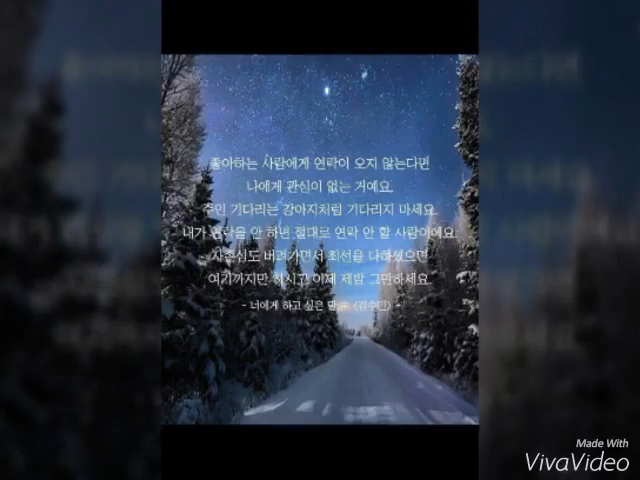 좋아하는 사람에게 연락이 오지 않는다면
나에게 관심이 없는 거예요.
주인 기다리는 강아지처럼 기다리지 마세요.
내가 연락을 안 하면 절대로 연락 안 할 사람이에요.
자존심도 버려가면서 최선을 다하셨으면
여기까지만 하시고 이제 제발 그만하세요.
- 너에게 하고 싶은 말 中 <김수민> -
Made With
VivaVideo